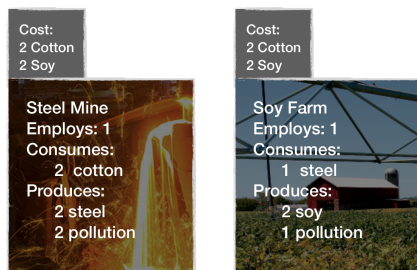 Cost:
2 Cotton
2 Soy
Steel Mine
Employs: 1
Consumes:
2 cotton
Produces:
2 steel
2 pollution
Cost:
2 Cotton
2 Soy
Soy Farm
Employs: 1
Consumes:
1 steel
Produces:
2 soy
1 pollution